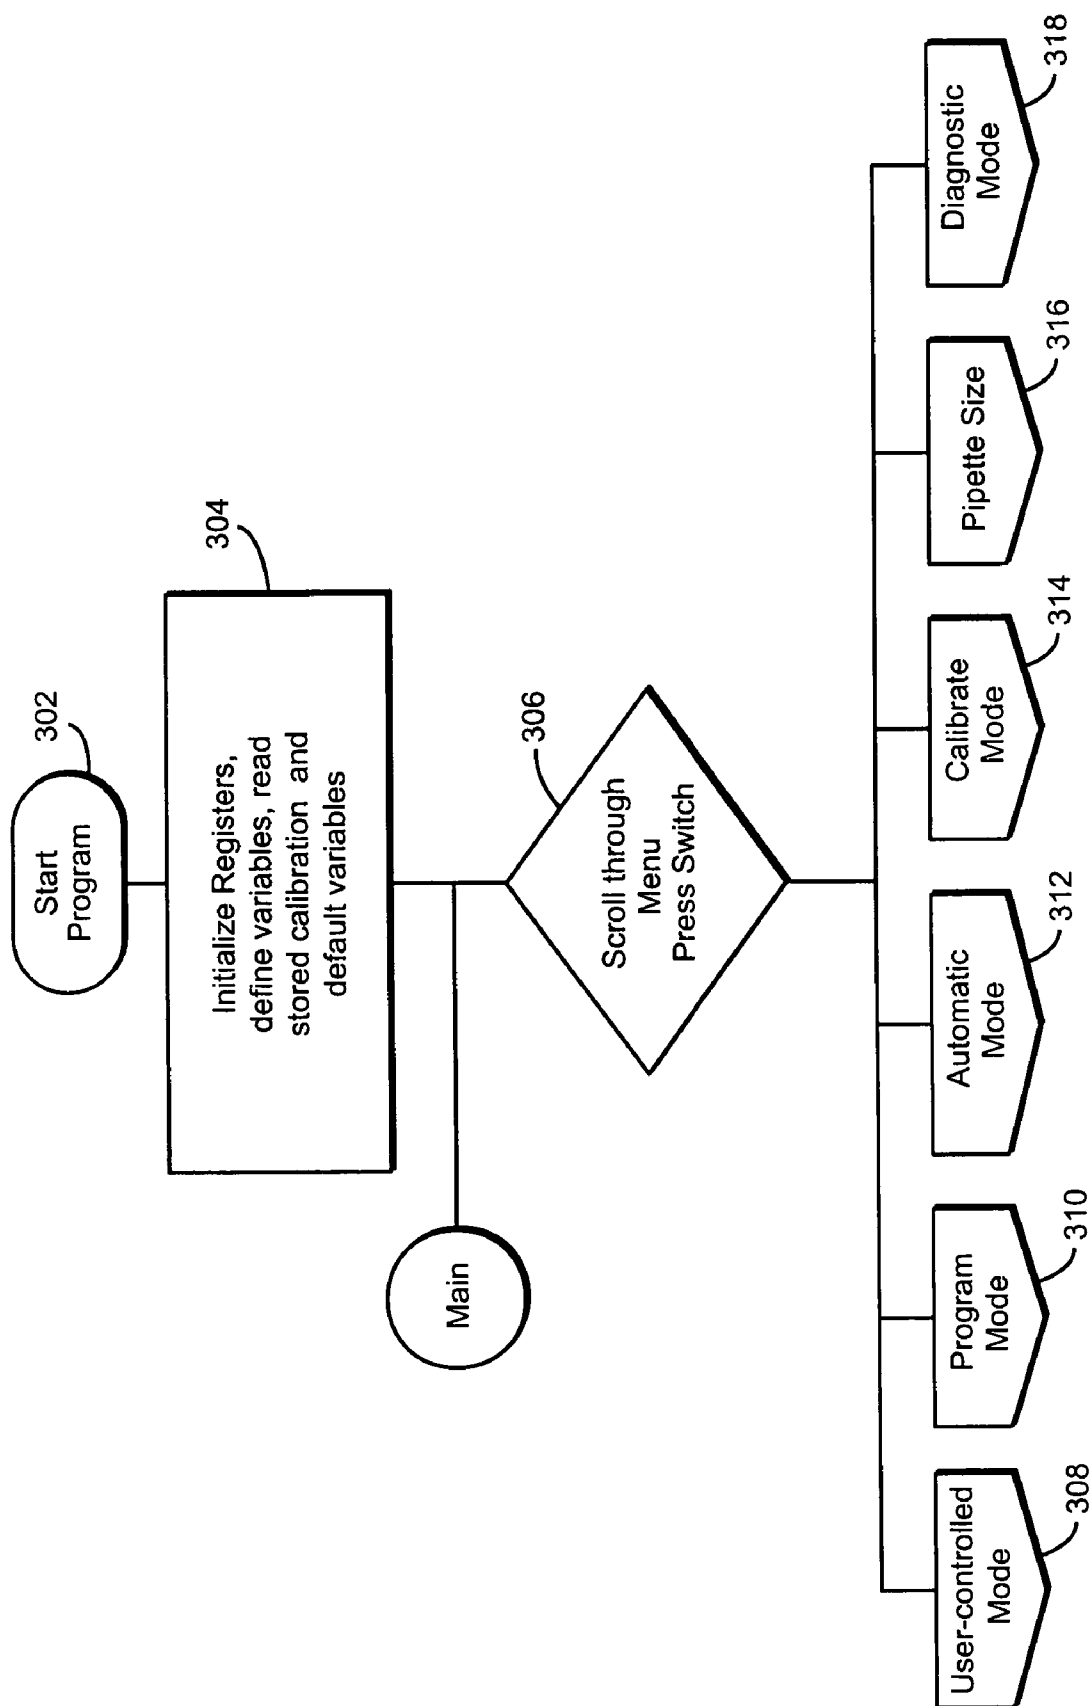 Start
Program
302
Initialize Registers,
define variables, read
stored calibration and
default variables
304
Main
Scroll through
Menu
Press Switch
306
User-controlled
Mode
308
Program
Mode
310
Automatic
Mode
312
Calibrate
Mode
314
Pipette Size
316
Diagnostic
Mode
318